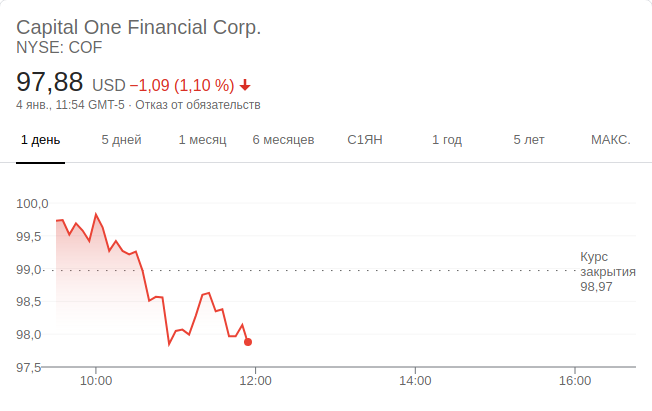 Capital One Financial Corp.
NYSE: COF
97,88 USD −1,09 (1,10 %)
4 янв., 11:54 GMT-5 · Отказ от обязательств
1 день 5 дней 1 месяц 6 месяцев С1ЯН 1 год 5 лет МАКС.
100,0
99,5
99,0
98,5
98,0
97,5
Курс
закрытия
98,97
10:00 12:00 14:00 16:00